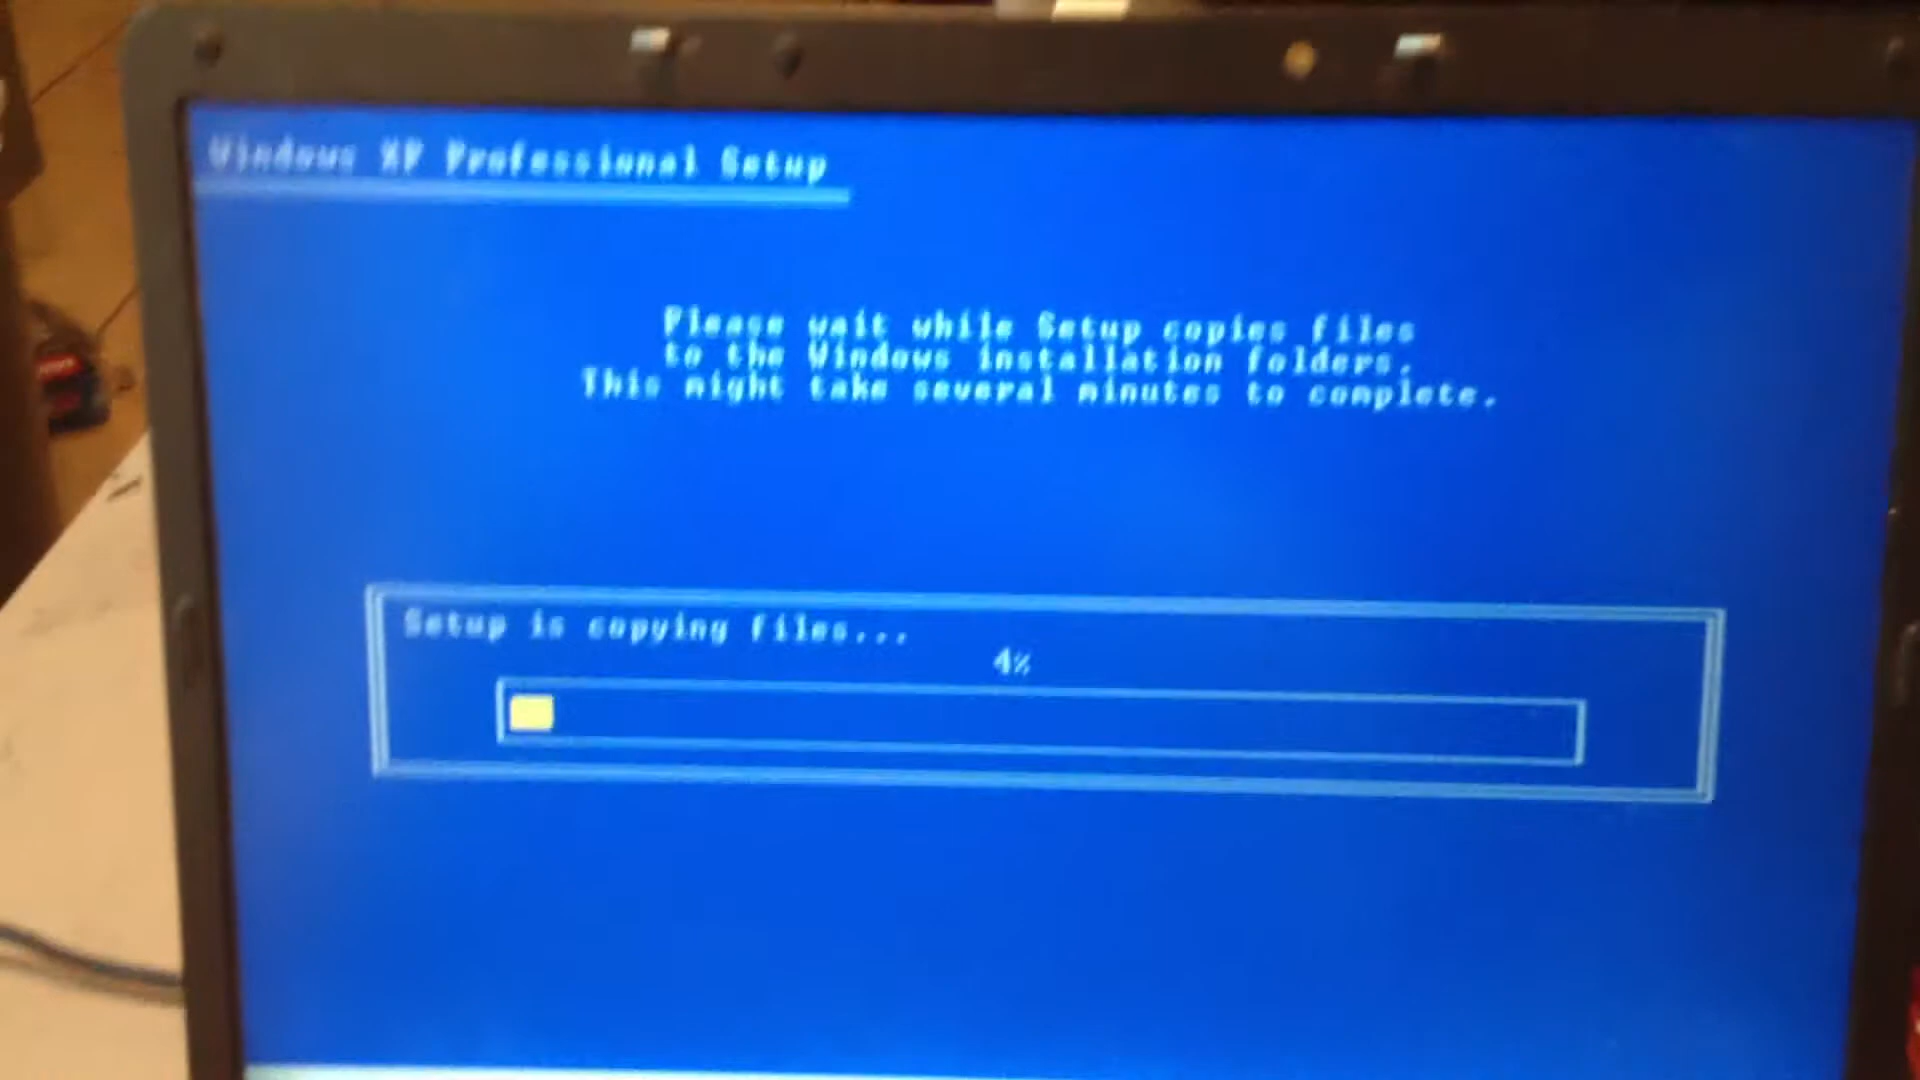 Windows XP Professional Setup
Please wait while Setup copies files
to the Windows installation folders.
This might take several minutes to complete.
Setup is copying files...
4%